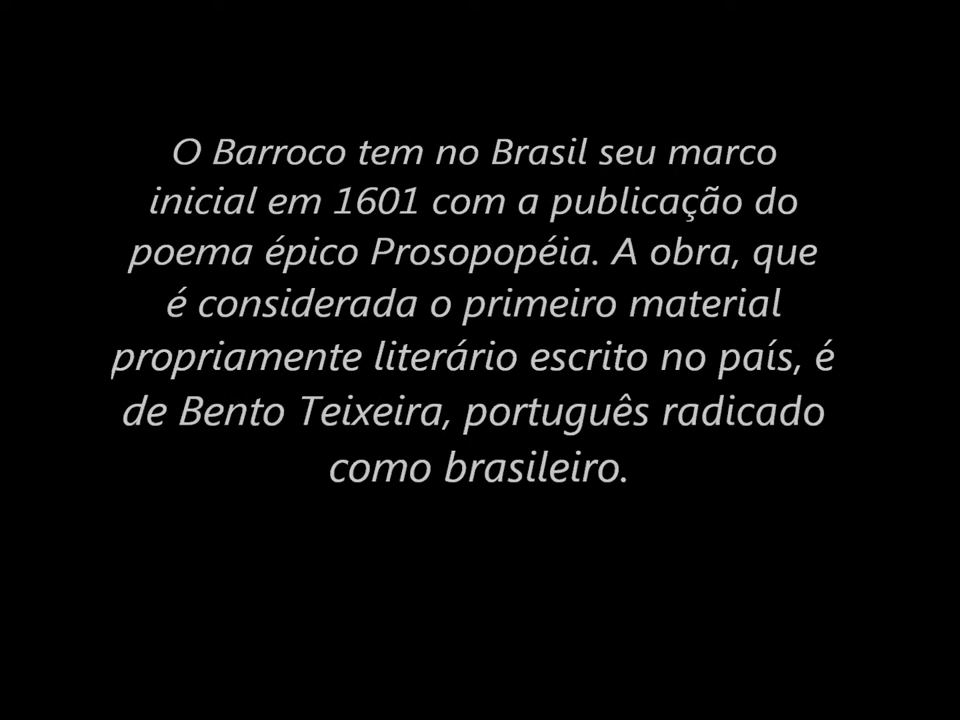 O Barroco tem no Brasil seu marco
inicial em 1601 com a publicação do
poema épico Prosopopéia. A obra, que
é considerada o primeiro material
propriamente literário escrito no país, é
de Bento Teixeira, português radicado
como brasileiro.